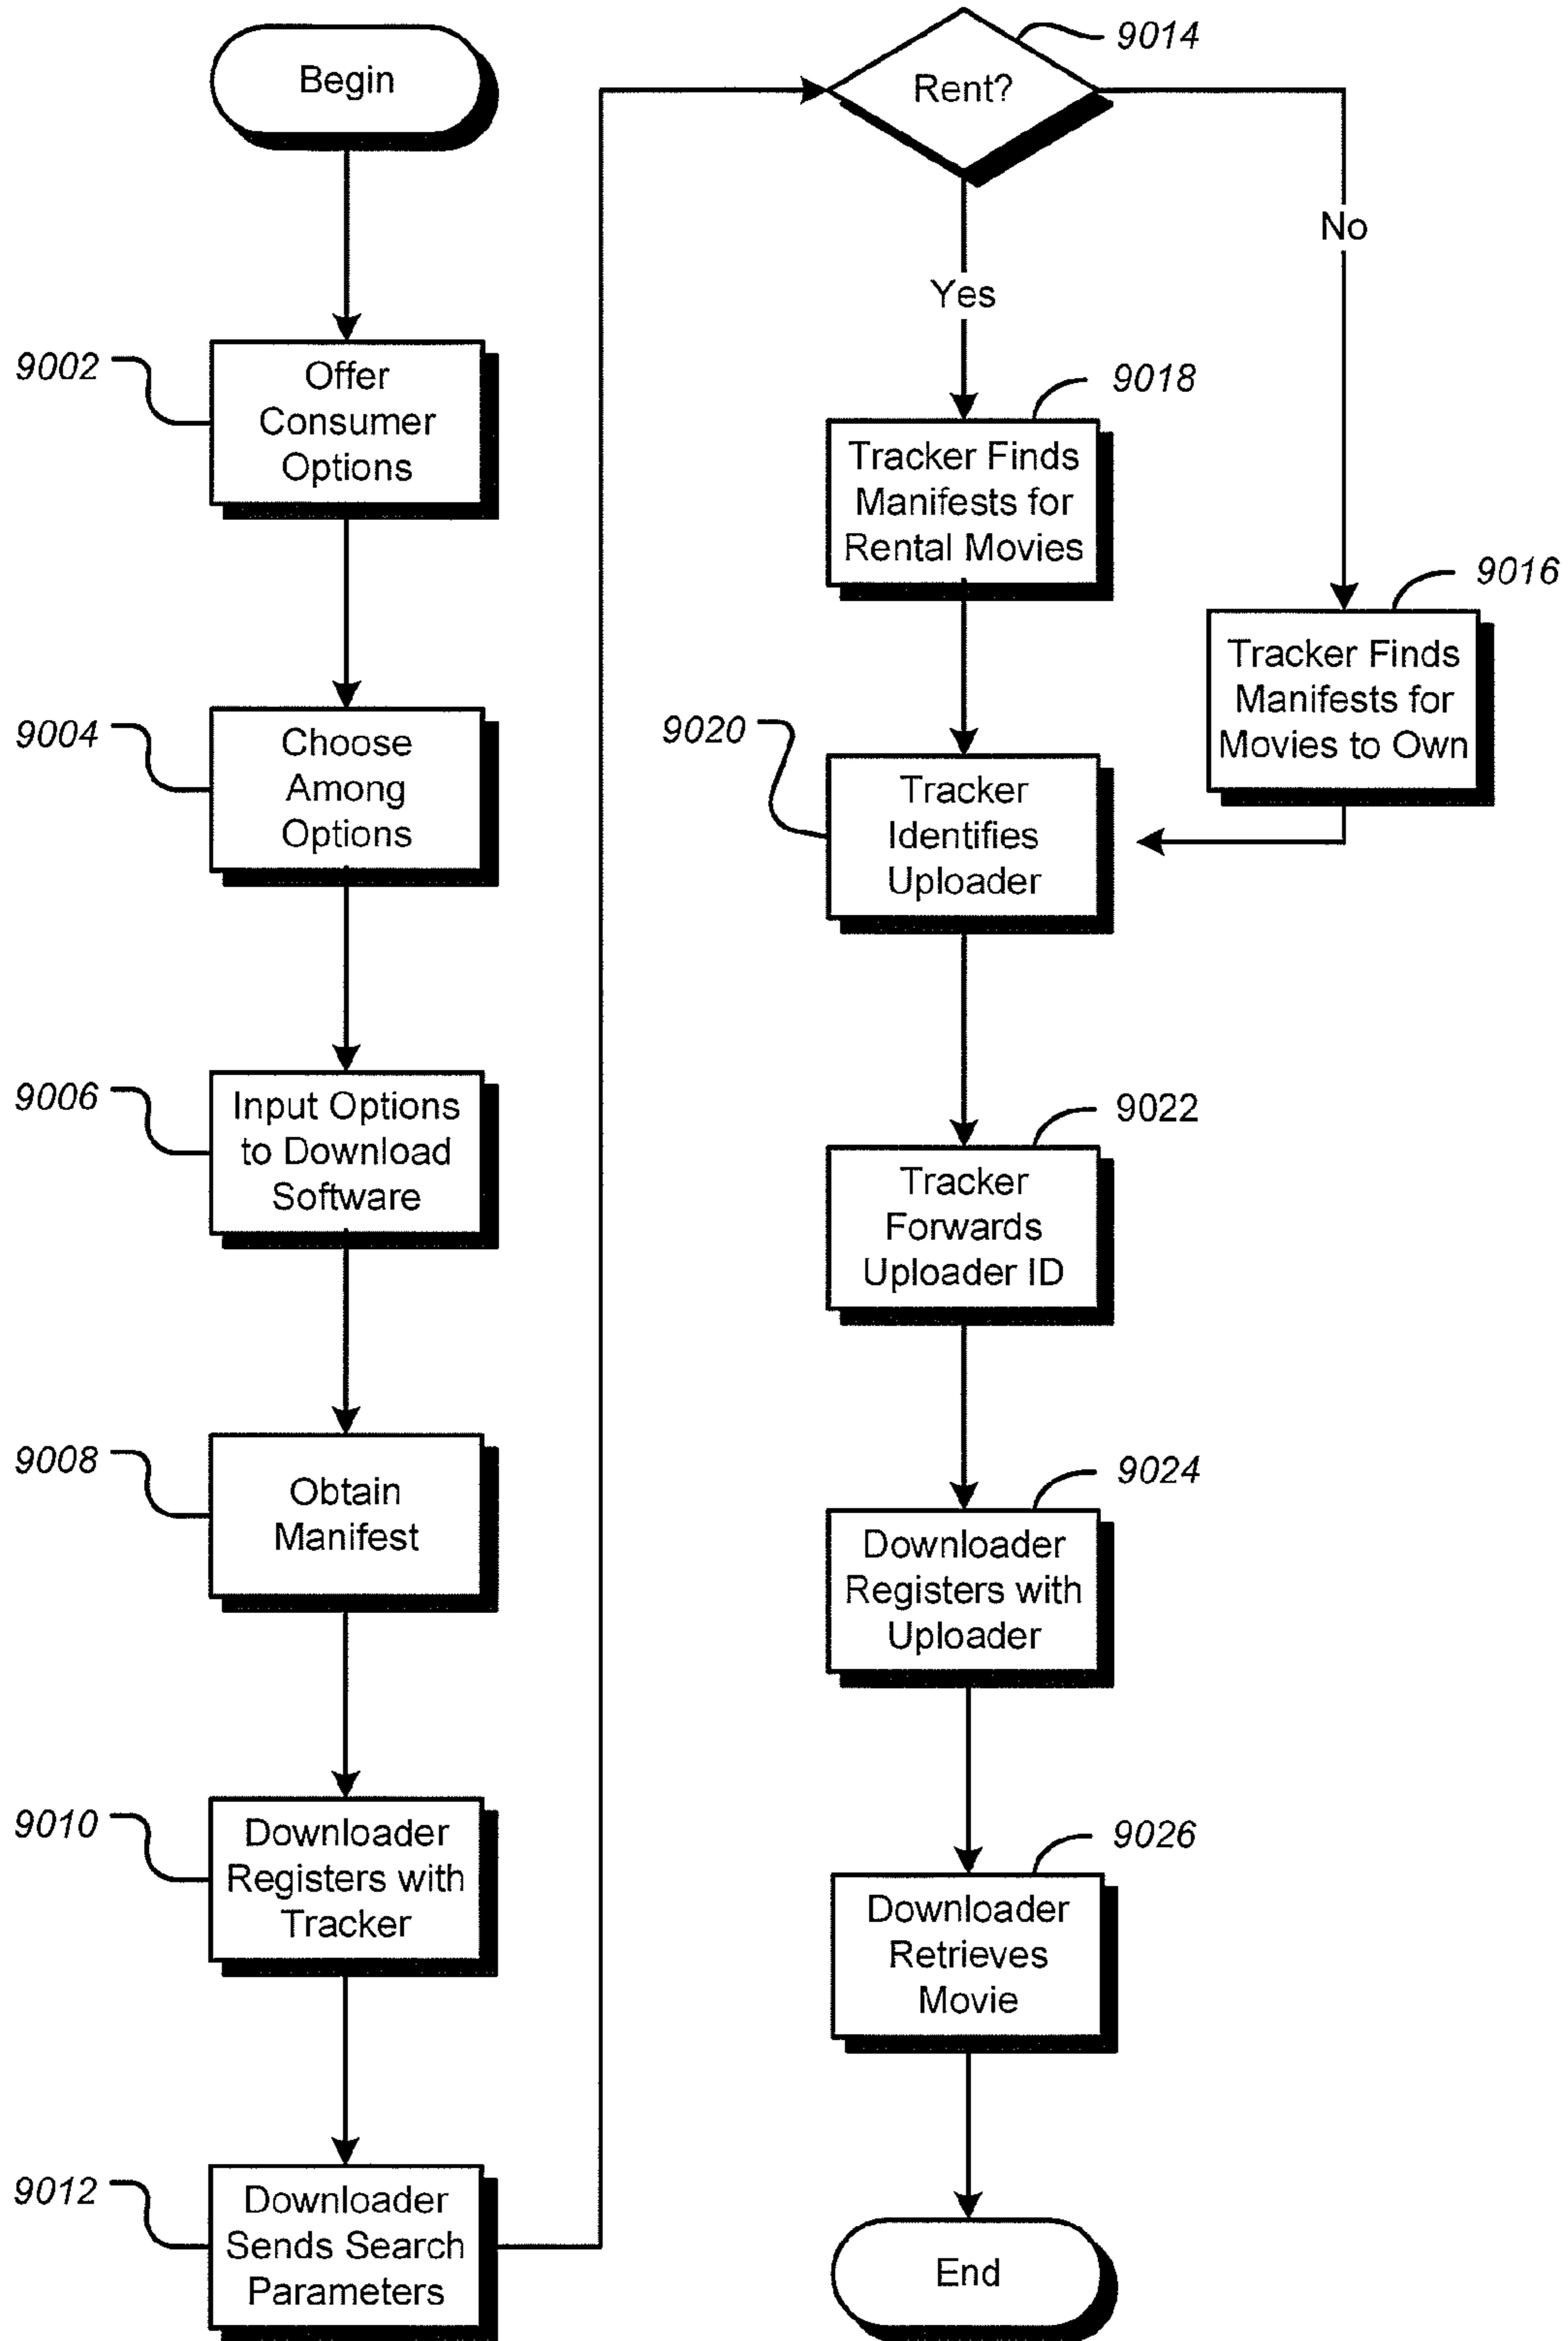 Begin
9002
Offer
Consumer
Options
9004
Choose
Among
Options
9006
Input Options
to Download
Software
9008
Obtain
Manifest
9010
Downloader
Registers with
Tracker
9012
Downloader
Sends Search
Parameters
9014
Rent?
No
Yes
9018
Tracker Finds
Manifests for
Rental Movies
9016
Tracker Finds
Manifests for
Movies to Own
9020
Tracker
Identifies
Uploader
9022
Tracker
Forwards
Uploader ID
9024
Downloader
Registers with
Uploader
9026
Downloader
Retrieves
Movie
End